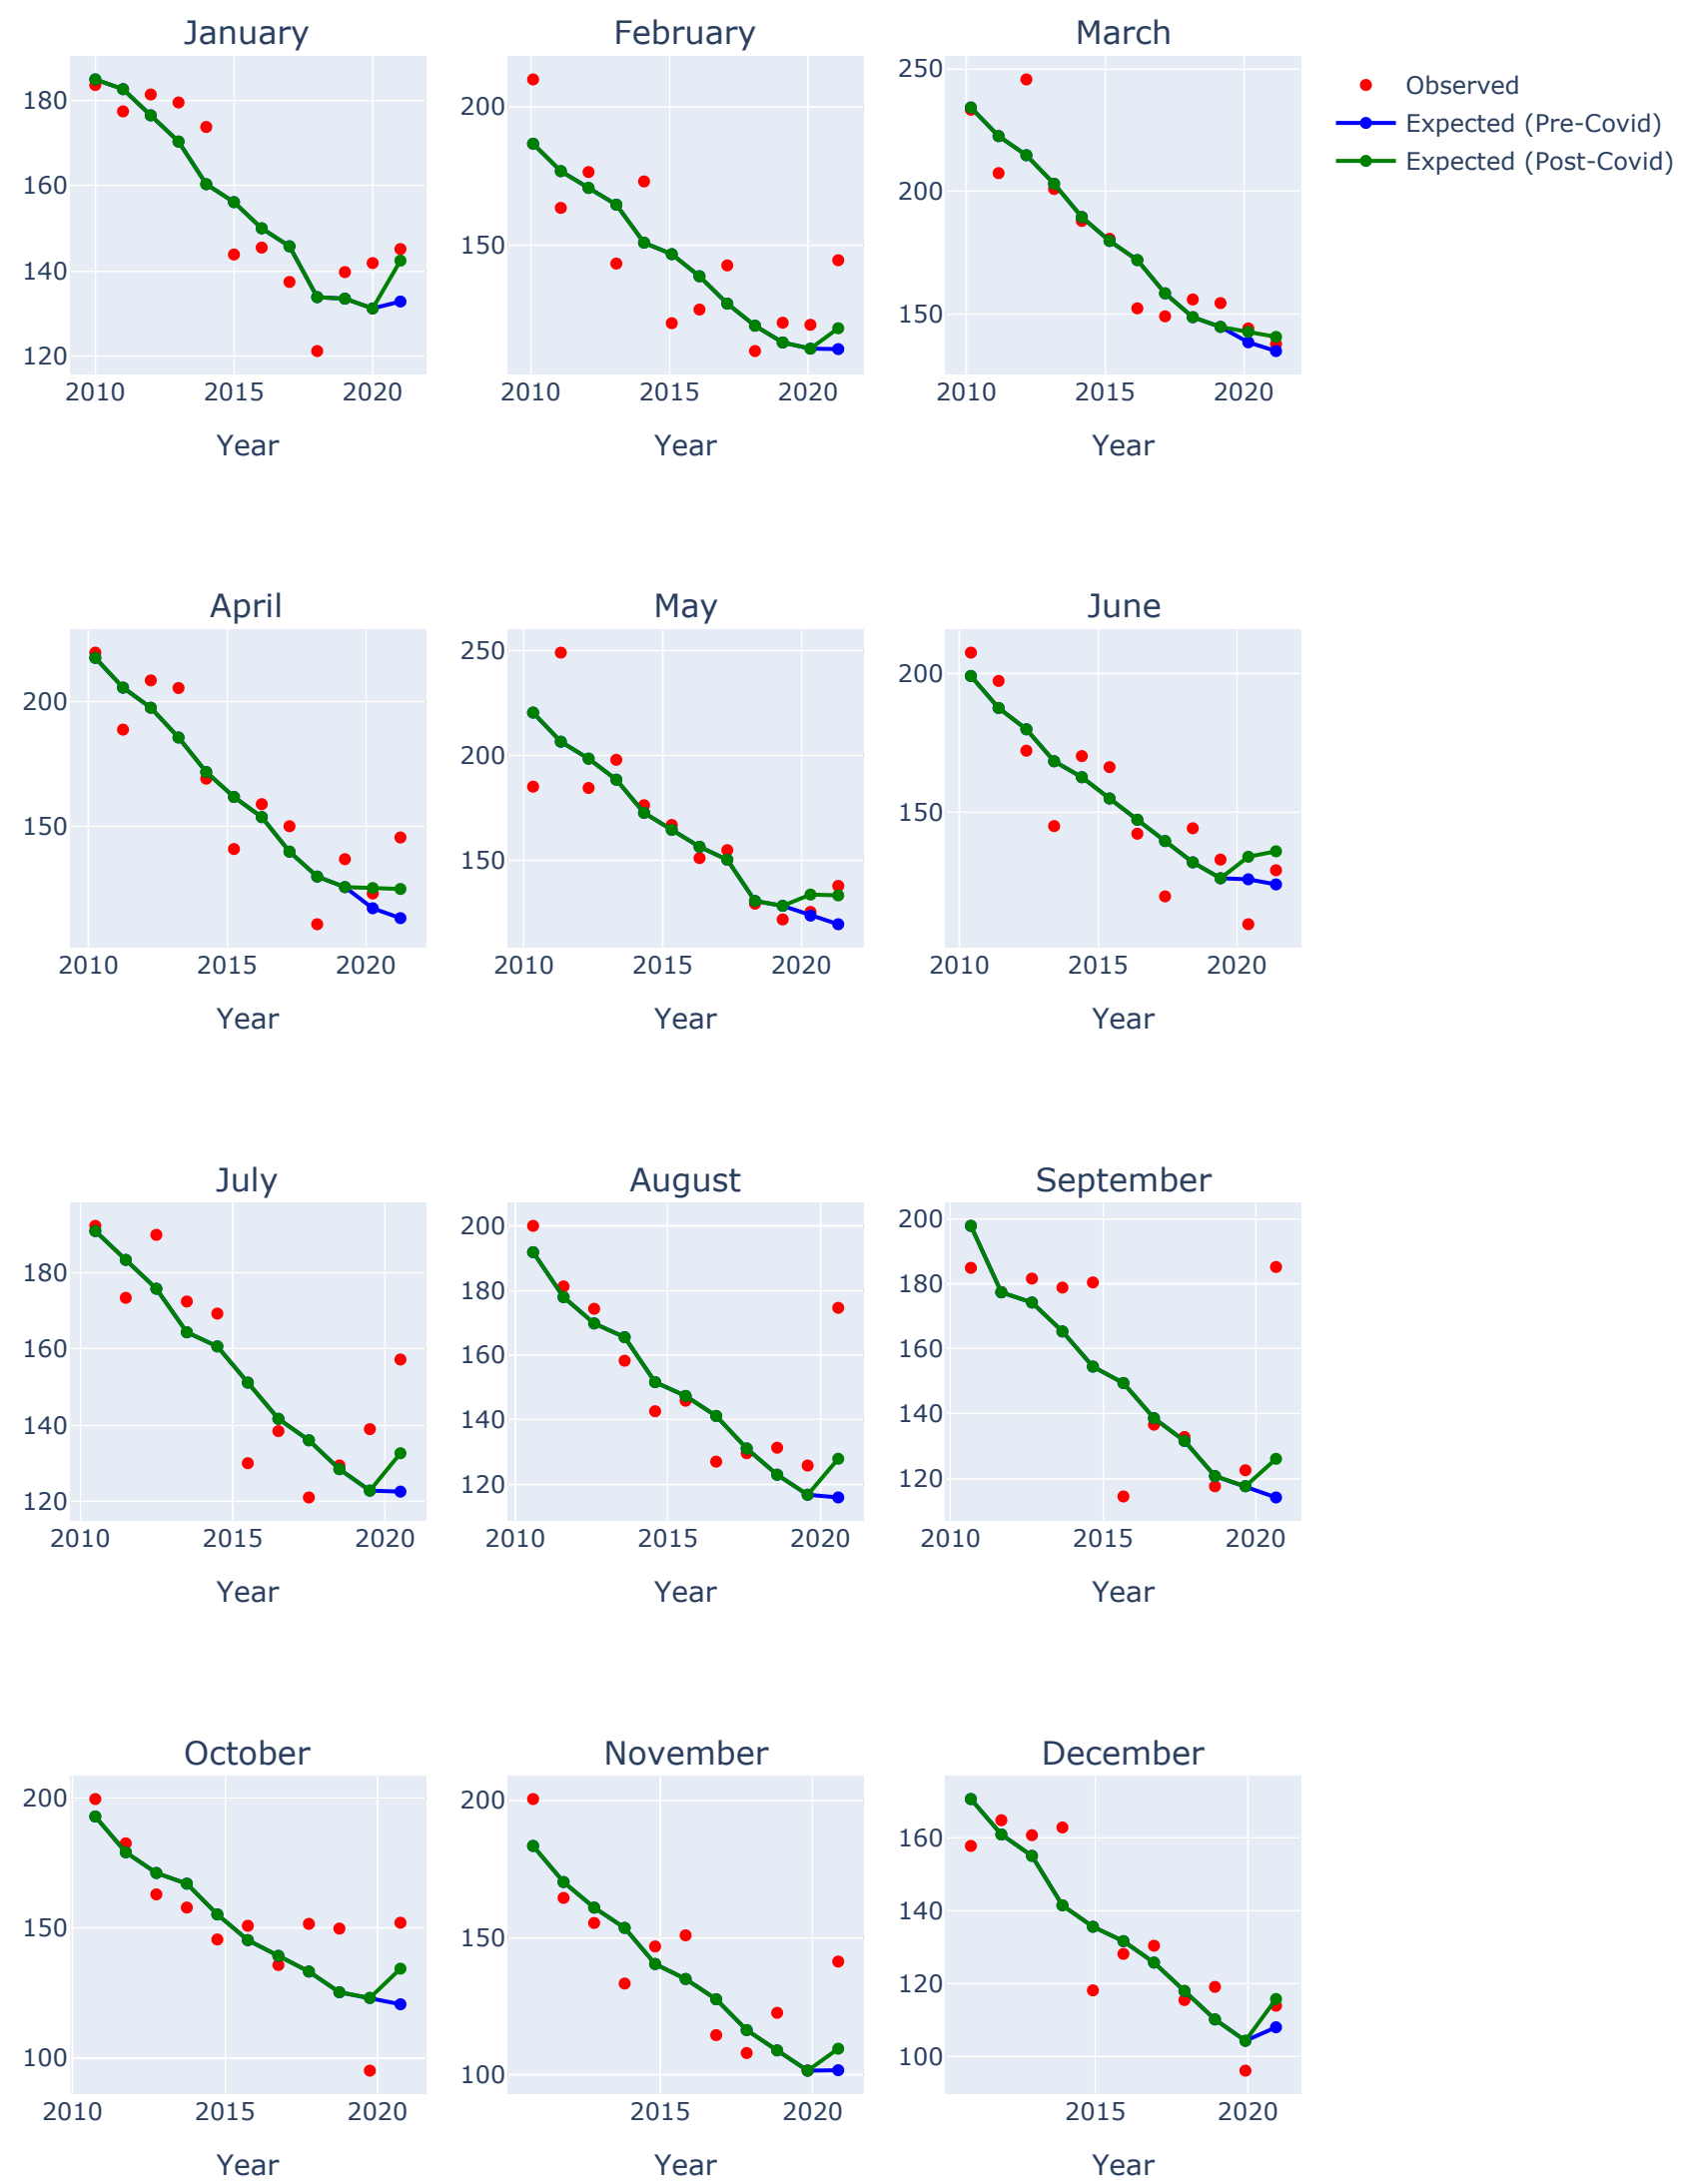 January February March
250
200
150
2010 2015 2020
180
160
140
120
2010 2015 2020
200
150
2010 2015 2020
Observed
Expected (Pre-Covid)
Expected (Post-Covid)
Year Year Year
April May June
200
150
2010 2015 2020
250
200
150
2010 2015 2020
200
150
2010 2015 2020
Year Year Year
July August September
180
160
140
120
2010 2015 2020
200
180
160
140
120
2010 2015 2020
200
180
160
140
120
2010 2015 2020
Year Year Year
October November December
200
150
100
2010 2015 2020
200
150
100
2015 2020
160
140
120
100
2015 2020
Year Year Year